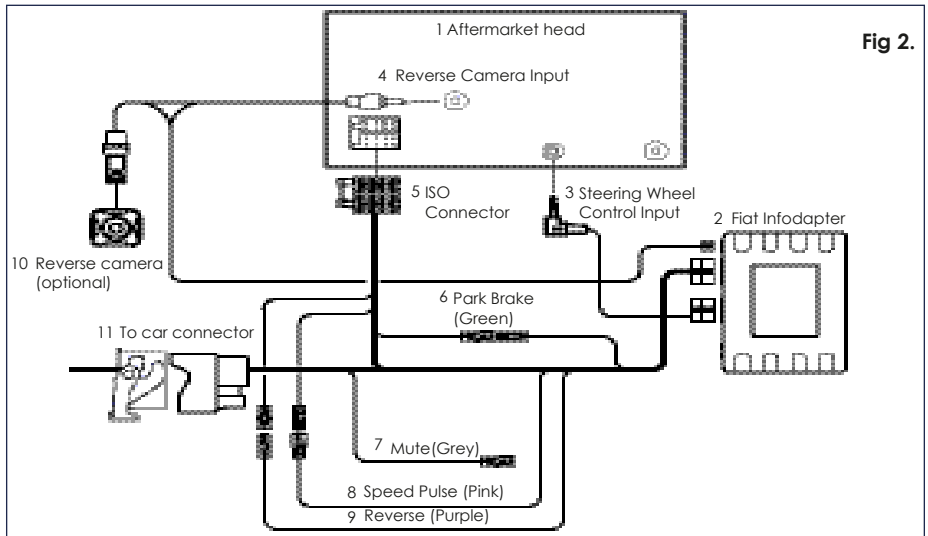 1 Aftermarket head
Fig 2.
4 Reverse Camera Input
5 ISO
Connector
3 Steering Wheel
Control Input
2 Fiat Infodapter
10 Reverse camera
(optional)
6 Park Brake
(Green)
11 To car connector
7 Mute(Grey)
8 Speed Pulse (Pink)
9 Reverse (Purple)